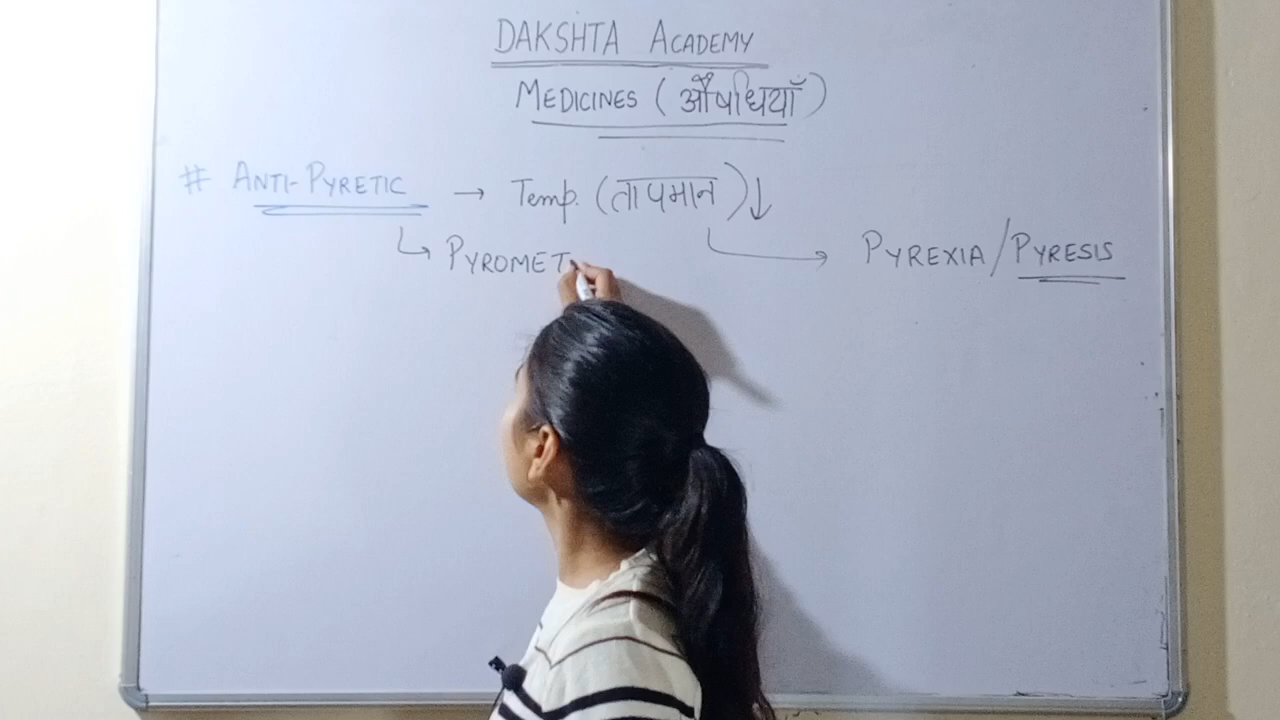 DAKSHTA ACADEMY
MEDICINES (औषधियाँ)
# ANTI-PYRETIC → Temp. (तापमान)↓
↳ PYROMET → PYREXIA/PYRESIS